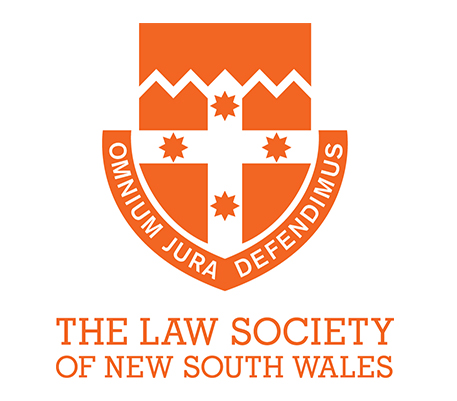 OMNIUM JURA DEFENDIMUS
THE LAW SOCIETY
OF NEW SOUTH WALES